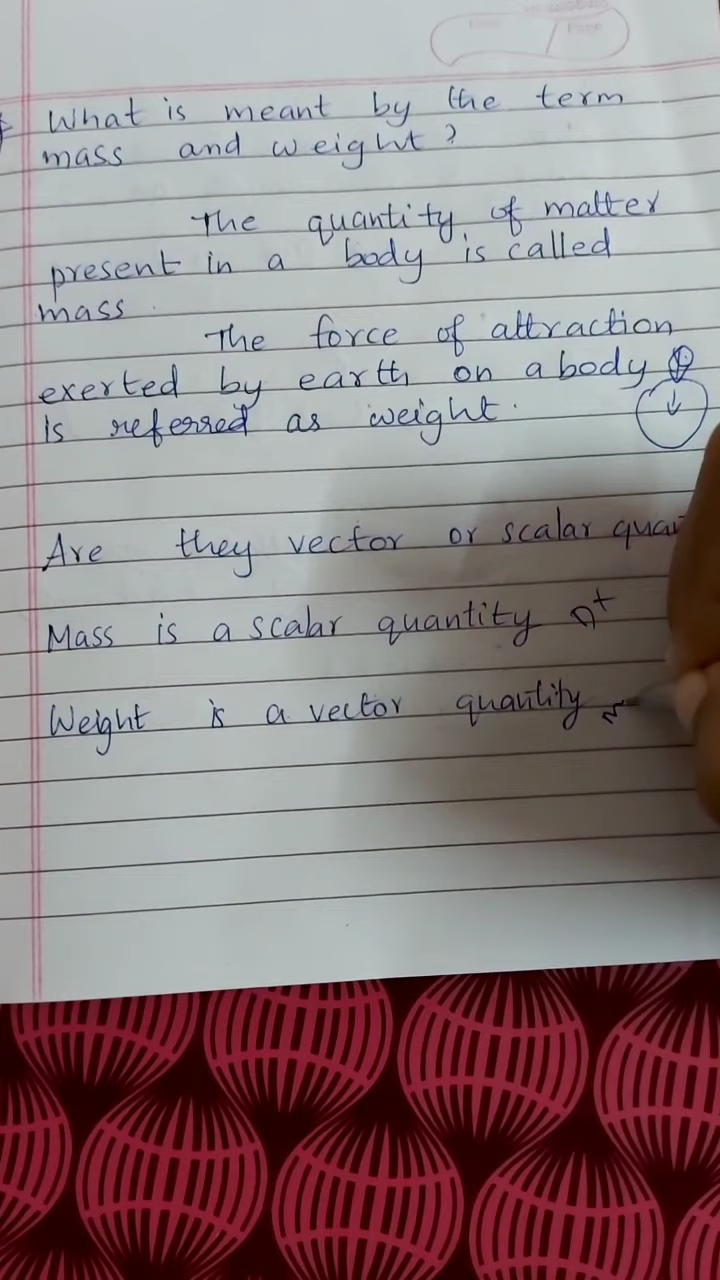 What is meant by the term
mass and weight?
The quantity of matter
present in a body is called
mass.
The force of attraction
exerted by earth on a body
is referred as weight.
Are they vector or scalar
Mass is a scalar quantity
Weight is a vector quantity